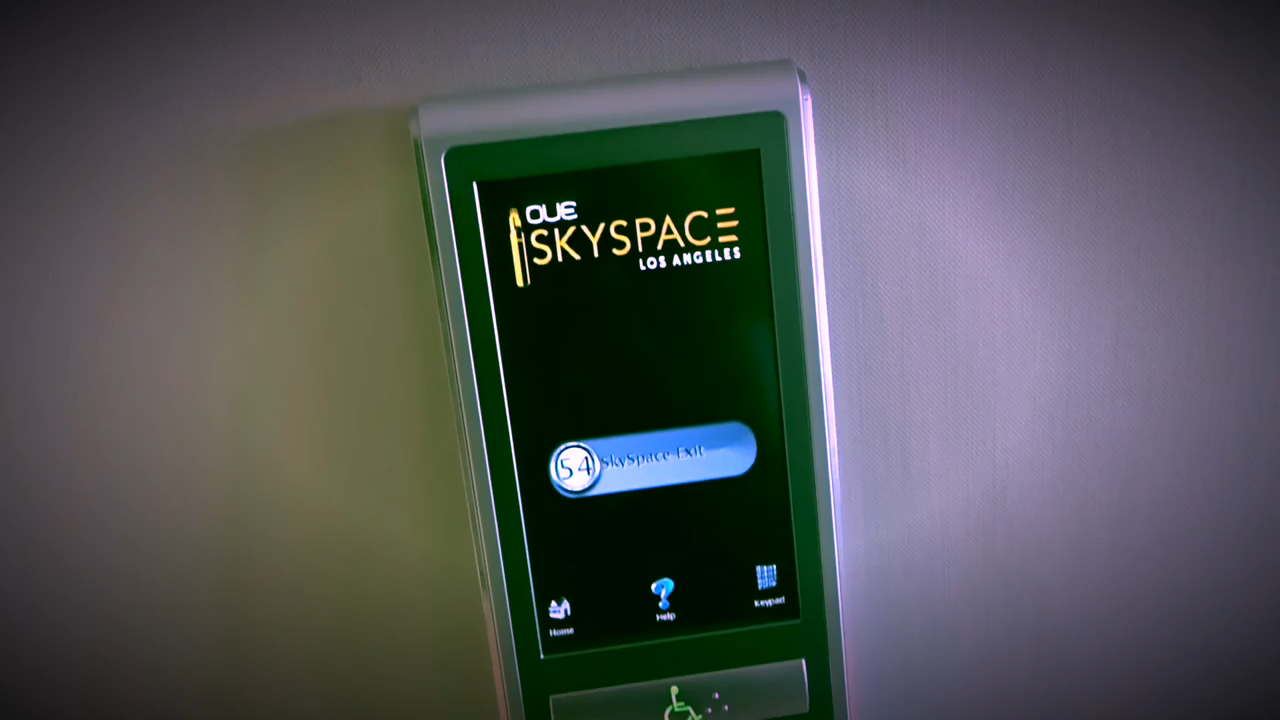 OUE
SKYSPACE
LOS ANGELES
54 SkySpace Exit
Home
Help
Keypad